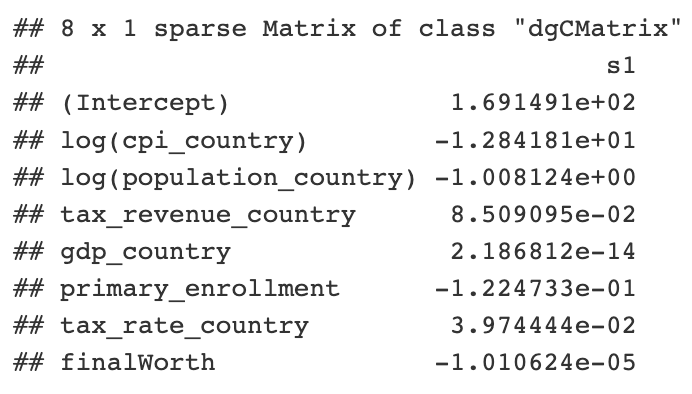 ## 8 x 1 sparse Matrix of class "dgCMatrix"
##                                  s1
## (Intercept)              1.691491e+02
## log(cpi_country)        -1.284181e+01
## log(population_country) -1.008124e+00
## tax_revenue_country      8.509095e-02
## gdp_country              2.186812e-14
## primary_enrollment      -1.224733e-01
## tax_rate_country         3.974444e-02
## finalWorth              -1.010624e-05